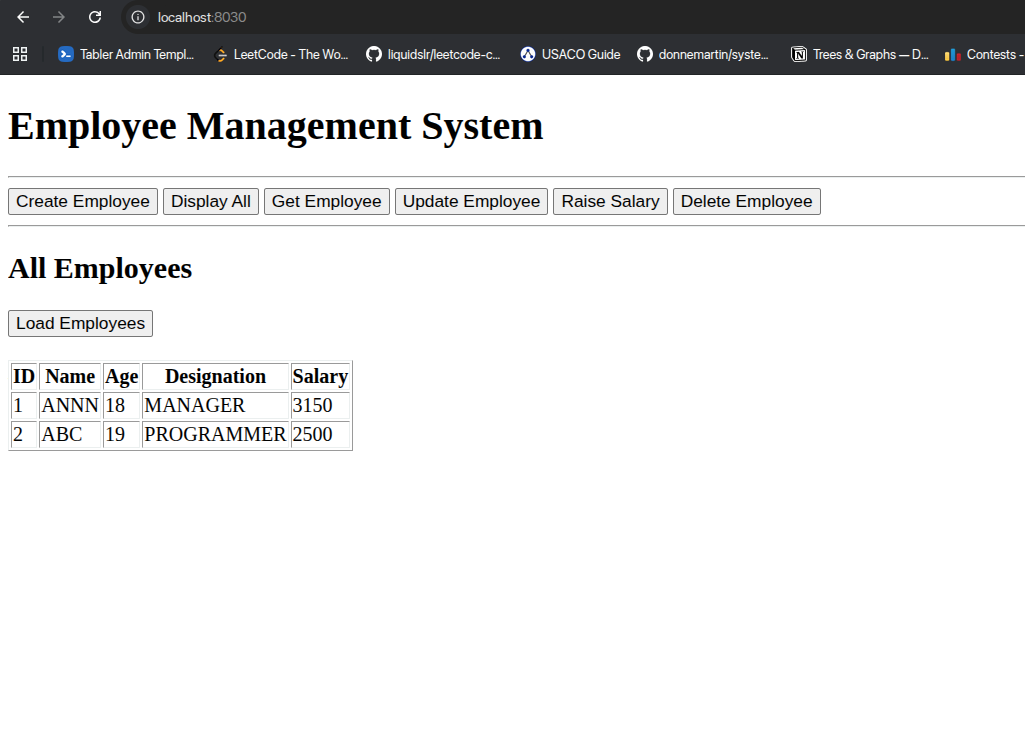 localhost:8030
Tabler Admin Templ... LeetCode - The Wo... liquidslr/leetcode-c... USACO Guide donnemartin/syste... Trees & Graphs — D... Contests -
Employee Management System
Create Employee Display All Get Employee Update Employee Raise Salary Delete Employee
All Employees
Load Employees
ID Name Age Designation Salary
1 ANNN 18 MANAGER 3150
2 ABC 19 PROGRAMMER 2500